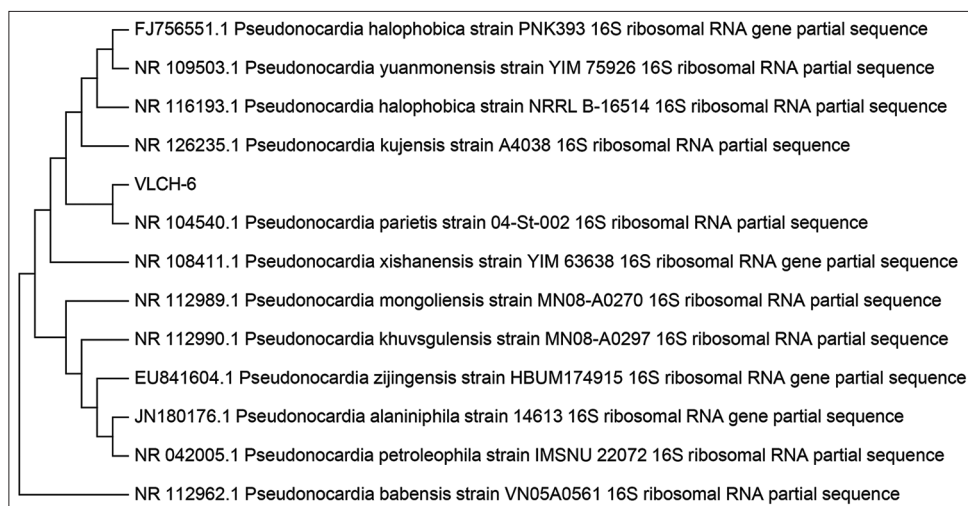 FJ756551.1 Pseudonocardia halophobica strain PNK393 16S ribosomal RNA gene partial sequence
NR 109503.1 Pseudonocardia yuanmonensis strain YIM 75926 16S ribosomal RNA partial sequence
NR 116193.1 Pseudonocardia halophobica strain NRRL B-16514 16S ribosomal RNA partial sequence
NR 126235.1 Pseudonocardia kujensis strain A4038 16S ribosomal RNA partial sequence
VLCH-6
NR 104540.1 Pseudonocardia parietis strain 04-St-002 16S ribosomal RNA partial sequence
NR 108411.1 Pseudonocardia xishanensis strain YIM 63638 16S ribosomal RNA gene partial sequence
NR 112989.1 Pseudonocardia mongoliensis strain MN08-A0270 16S ribosomal RNA partial sequence
NR 112990.1 Pseudonocardia khuvsgulensis strain MN08-A0297 16S ribosomal RNA partial sequence
EU841604.1 Pseudonocardia zijingensis strain HBUM174915 16S ribosomal RNA gene partial sequence
JN180176.1 Pseudonocardia alaniniphila strain 14613 16S ribosomal RNA gene partial sequence
NR 042005.1 Pseudonocardia petroleophila strain IMSNU 22072 16S ribosomal RNA partial sequence
NR 112962.1 Pseudonocardia babensis strain VN05A0561 16S ribosomal RNA partial sequence